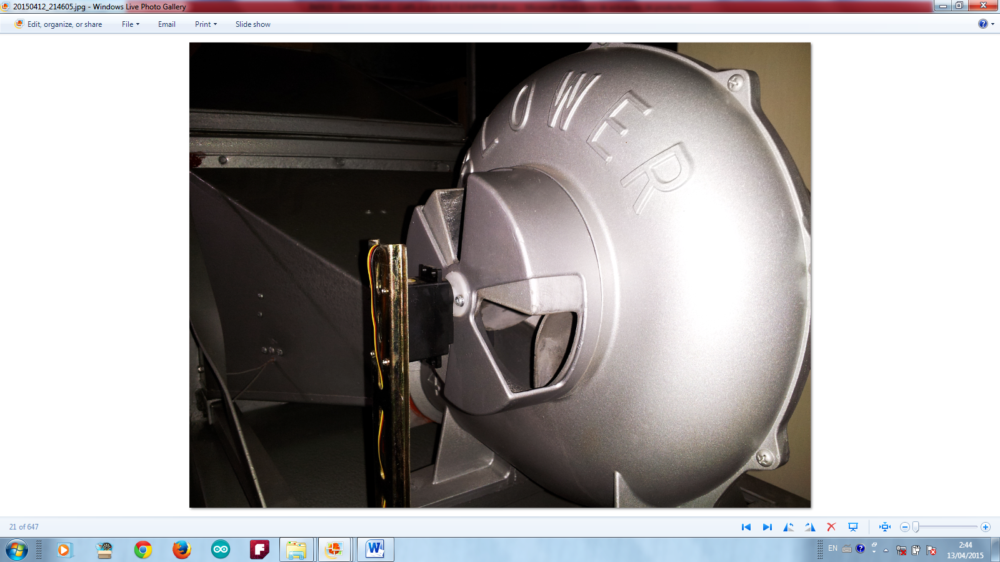 20150412_214605.jpg - Windows Live Photo Gallery
Edit, organize, or share File Email Print Slide show
LOWER
21 of 647
EN
2:44
13/04/2015